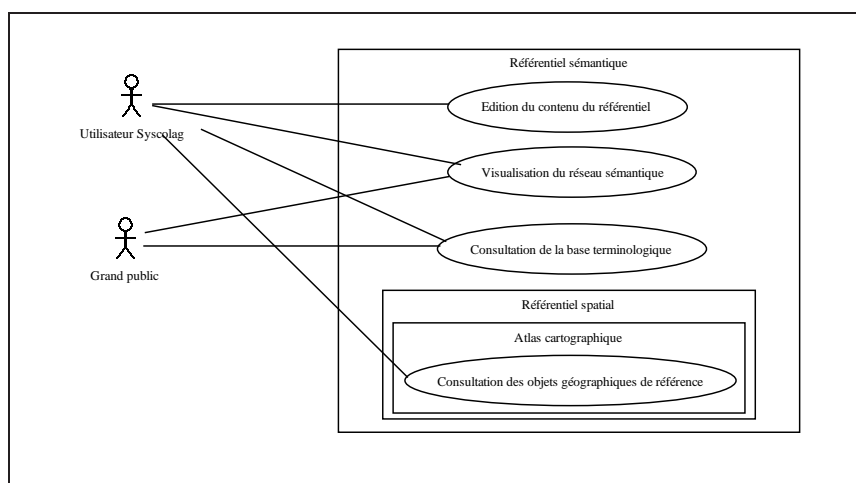 Référentiel sémantique
Edition du contenu du référentiel
Utilisateur Syscolag
Visualisation du réseau sémantique
Consultation de la base terminologique
Grand public
Référentiel spatial
Atlas cartographique
Consultation des objets géographiques de référence